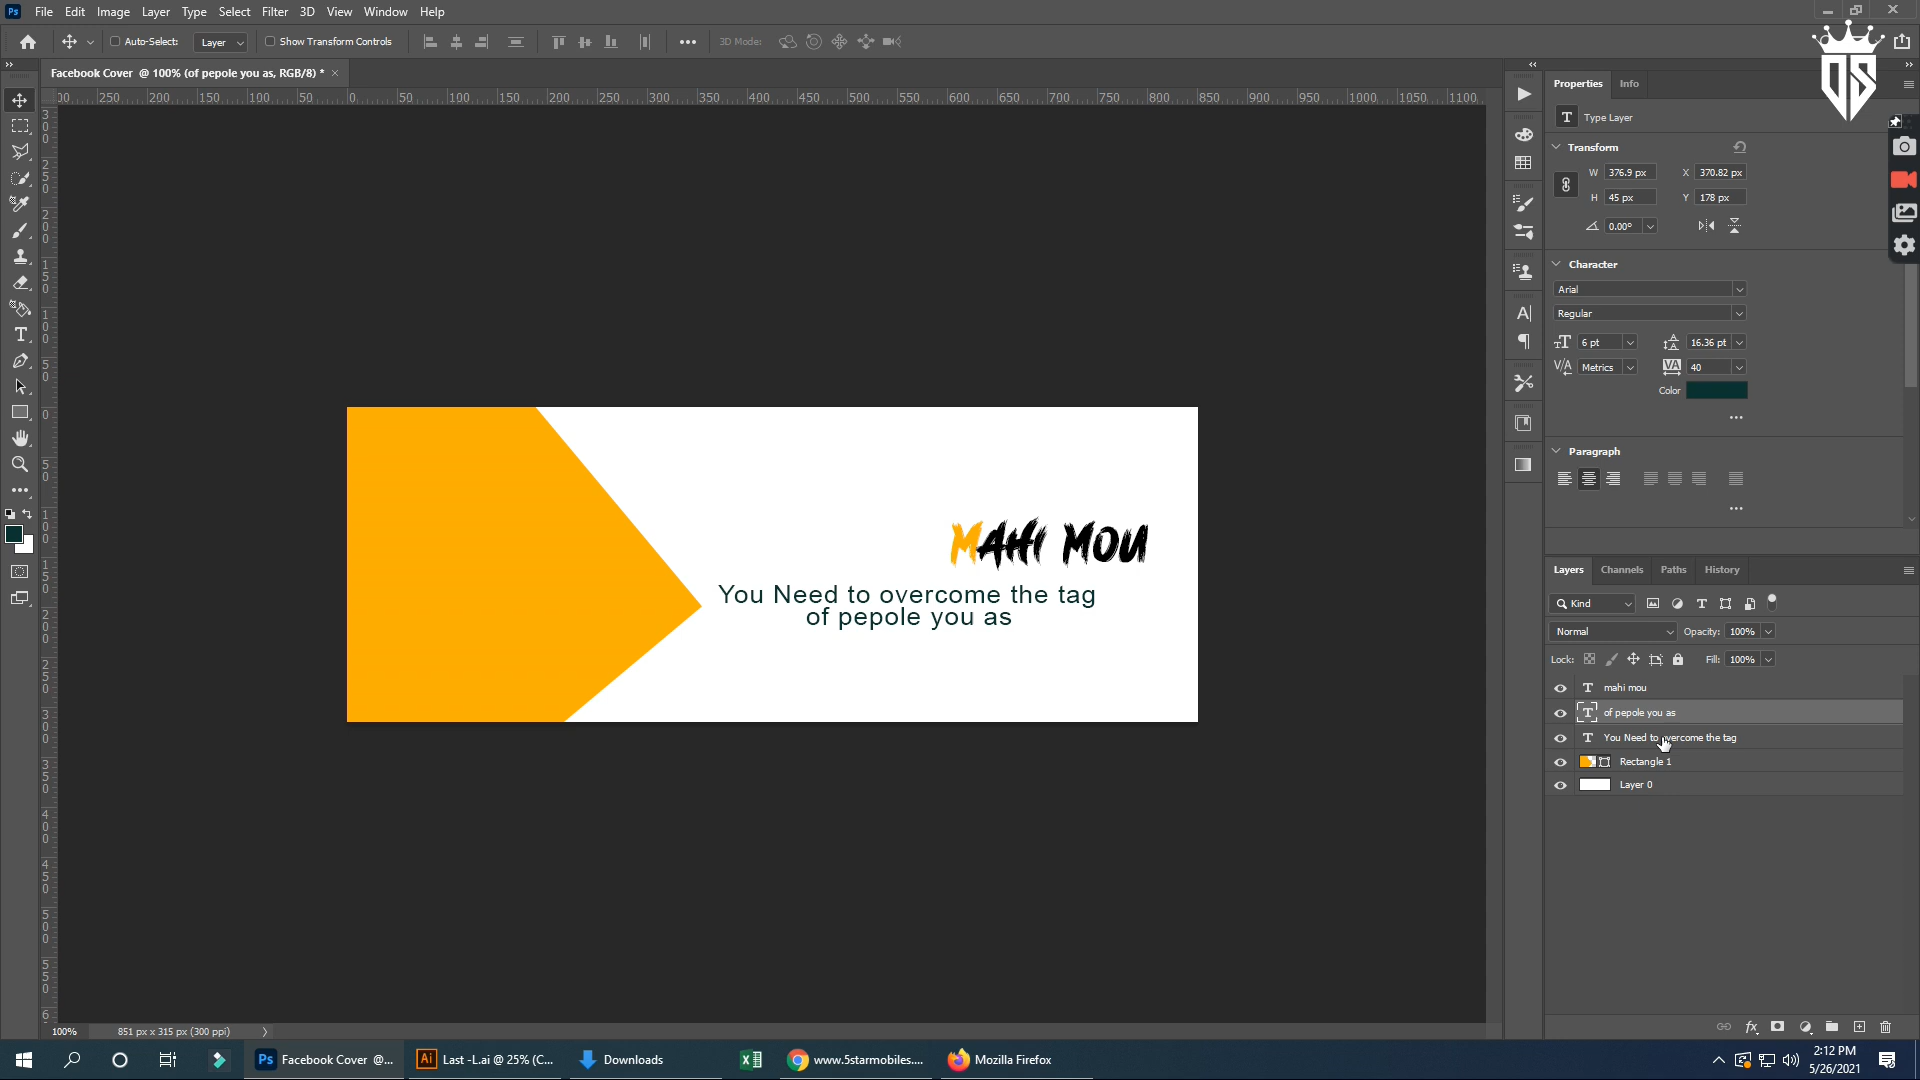 Ps File Edit Image Layer Type Select Filter 3D View Window Help
Auto-Select: Layer Show Transform Controls 3D Mode:
Facebook Cover @ 100% (of pepole you as, RGB/8) *
Properties Info
T Type Layer
Transform
W 376.9 px X 370.82 px
H 45 px Y 178 px
0.00°
Character
Arial
Regular
6 pt 16.36 pt
Metrics 40
Color
Paragraph
MAHI MOU
You Need to overcome the tag
of pepole you as
Layers Channels Paths History
Kind
Normal Opacity: 100%
Lock: Fill: 100%
T mahi mou
T of pepole you as
T You Need to overcome the tag
Rectangle 1
Layer 0
100% 851 px x 315 px (300 ppi)
Ps Facebook Cover @... Ai Last -L.ai @ 25% (C... Downloads www.5starmobiles.... Mozilla Firefox
2:12 PM
5/26/2021